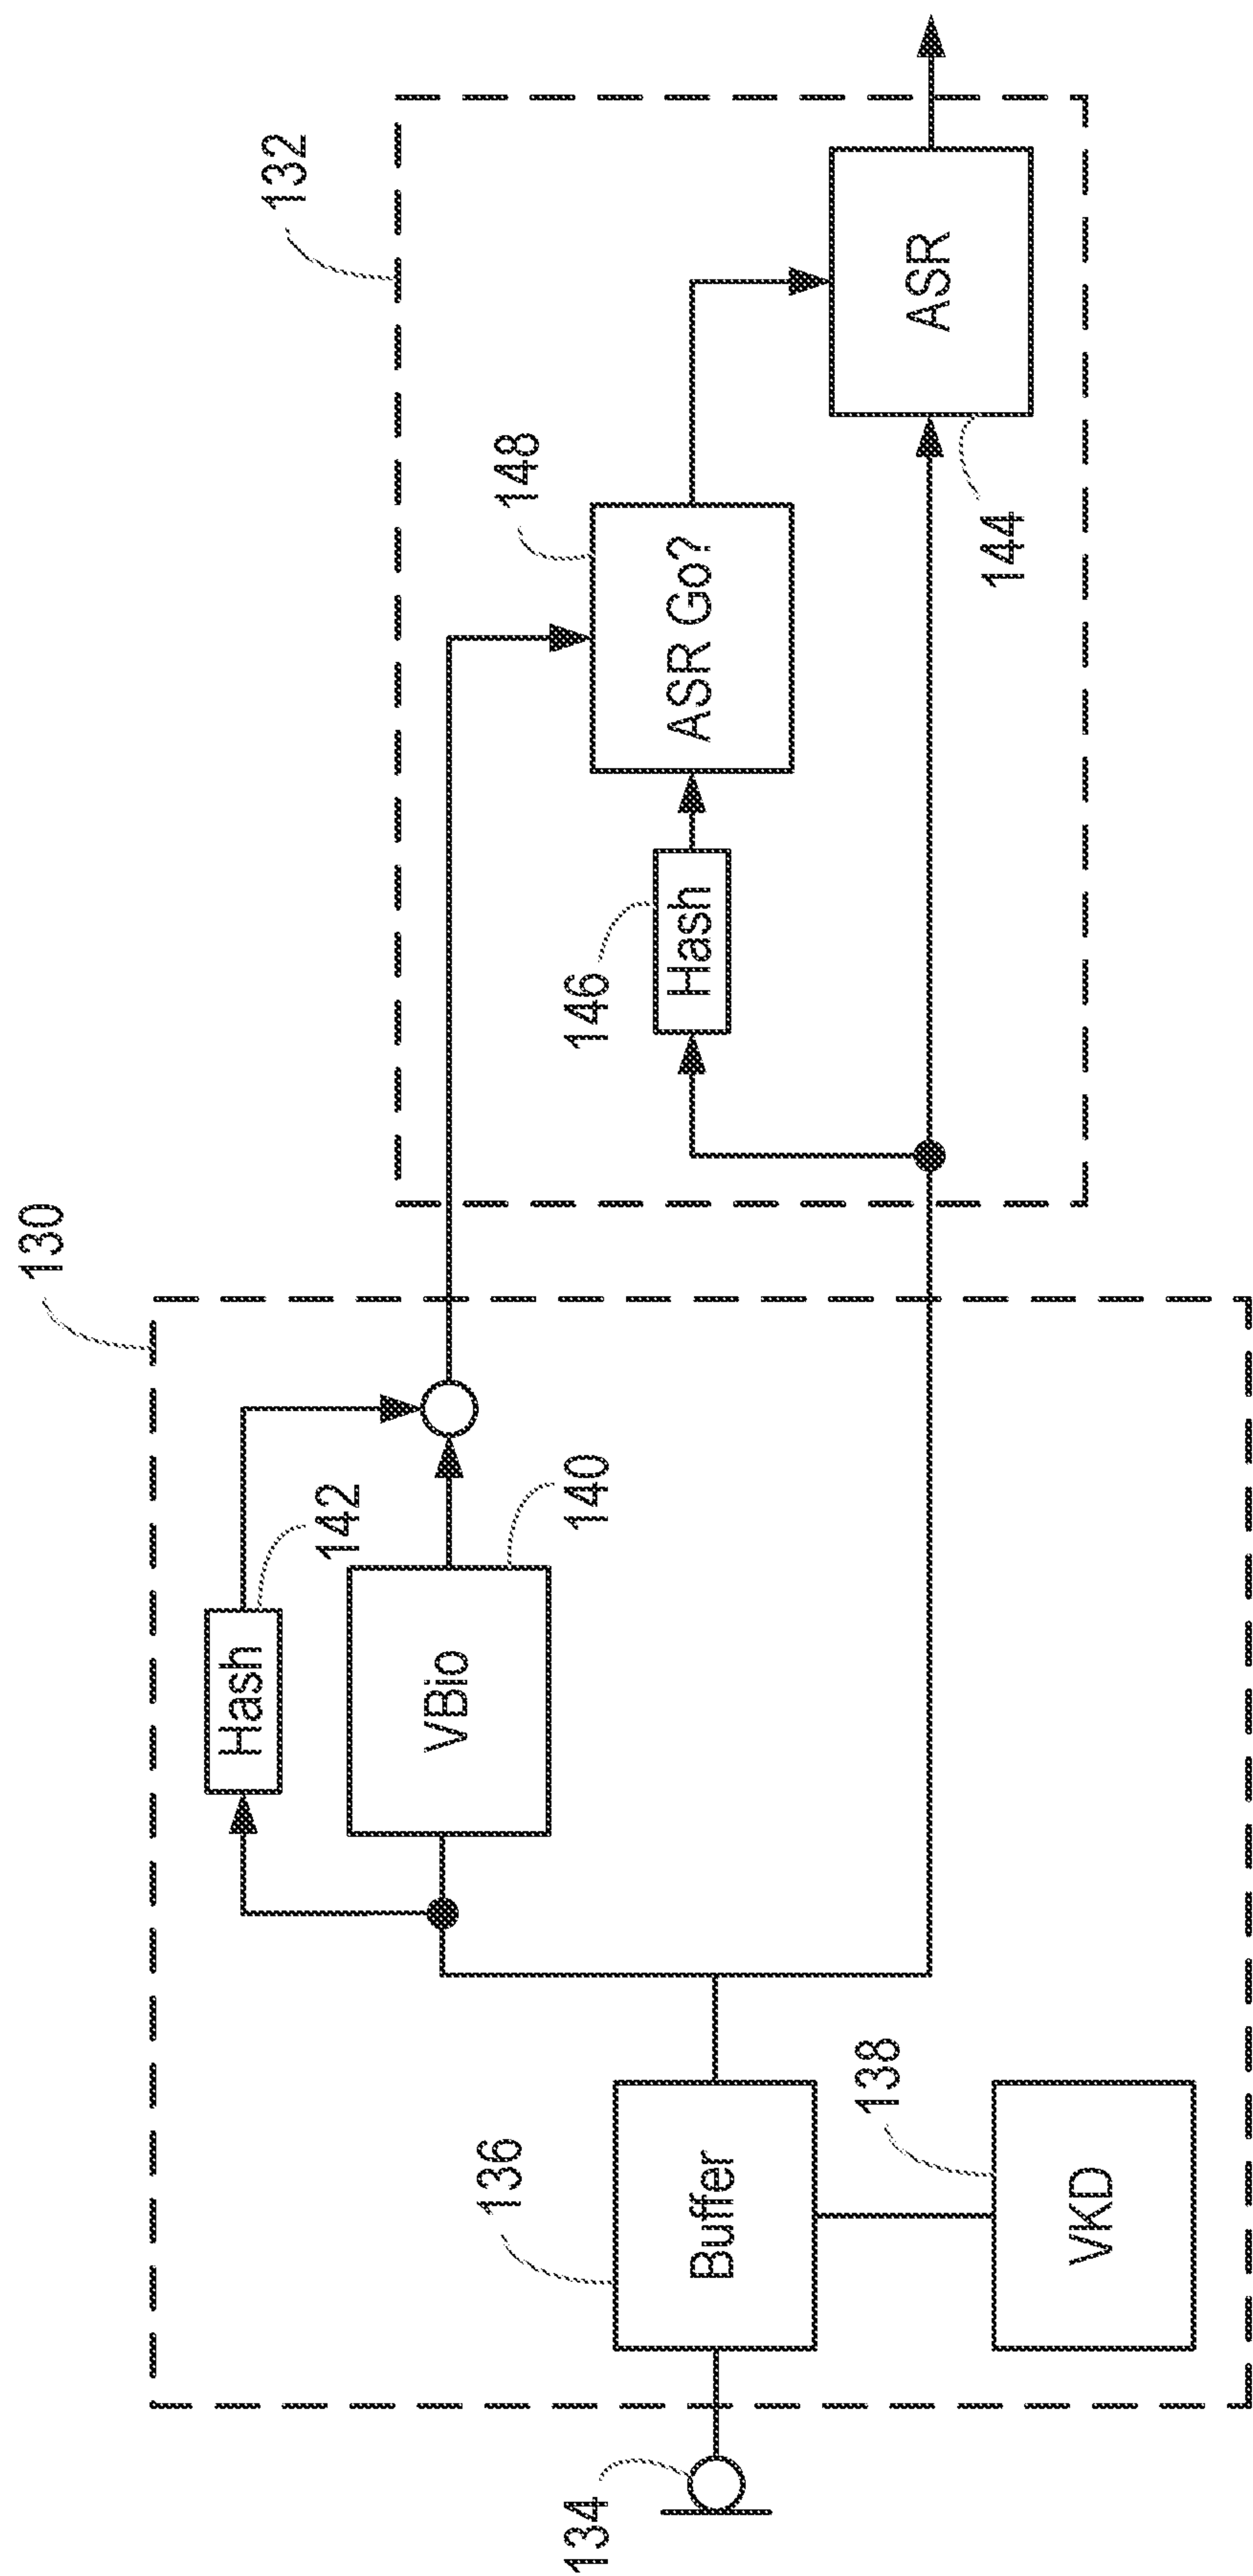 130
132
Hash
142
VBio
140
148
ASR Go?
146
Hash
ASR
144
136
Buffer
138
VKD
134